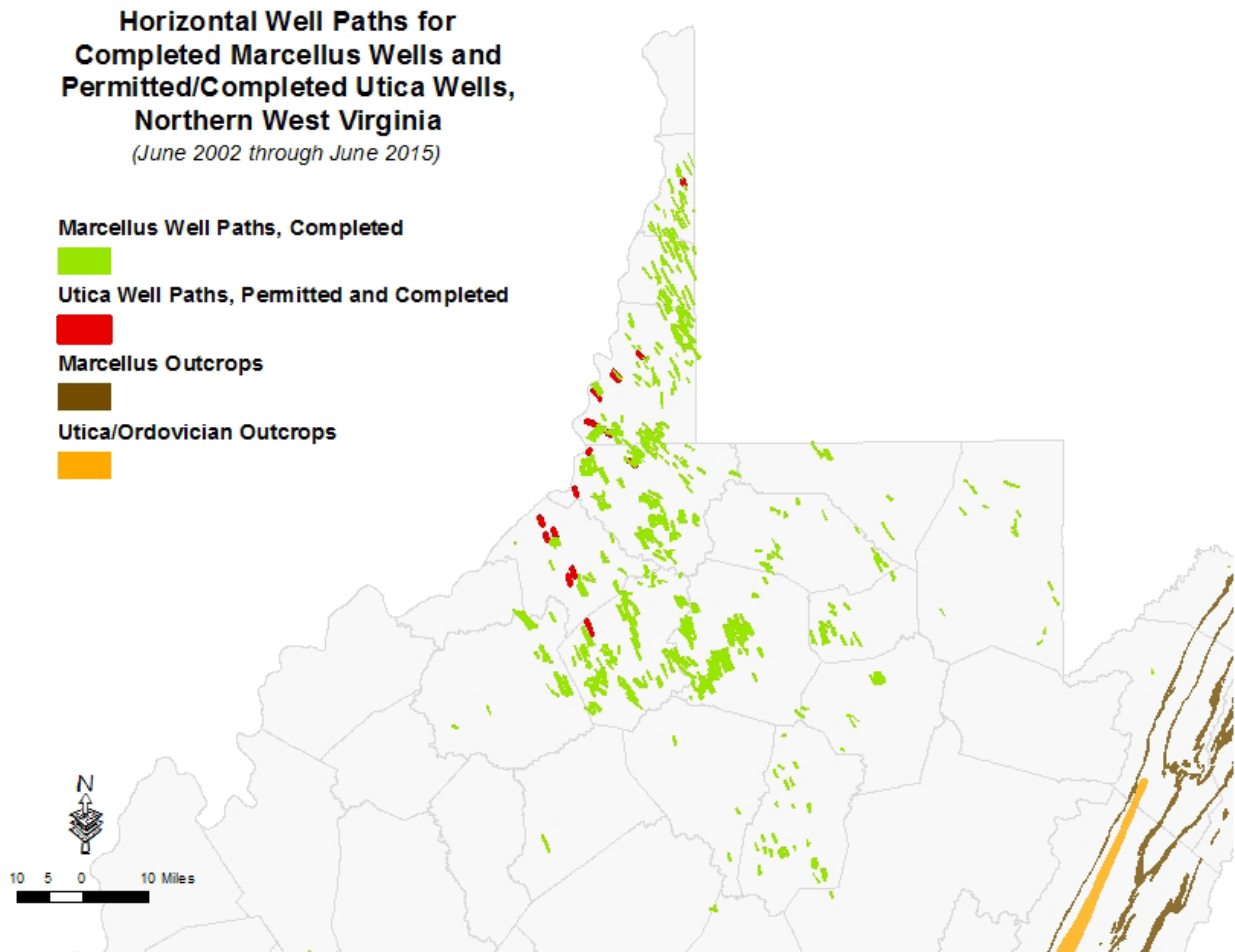 Horizontal Well Paths for
Completed Marcellus Wells and
Permitted/Completed Utica Wells,
Northern West Virginia
(June 2002 through June 2015)
Marcellus Well Paths, Completed
Utica Well Paths, Permitted and Completed
Marcellus Outcrops
Utica/Ordovician Outcrops
N
10 5 0 10 Miles